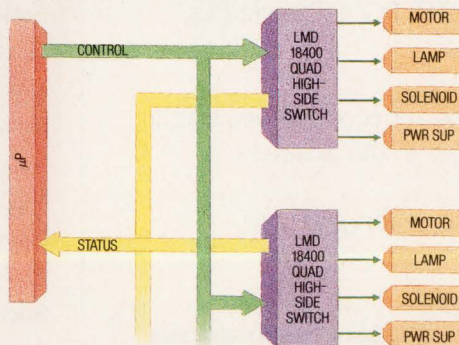 CONTROL
LMD
18400
QUAD
HIGH–
SIDE
SWITCH
MOTOR
LAMP
SOLENOID
PWR SUP
µP
STATUS
LMD
18400
QUAD
HIGH–
SIDE
SWITCH
MOTOR
LAMP
SOLENOID
PWR SUP